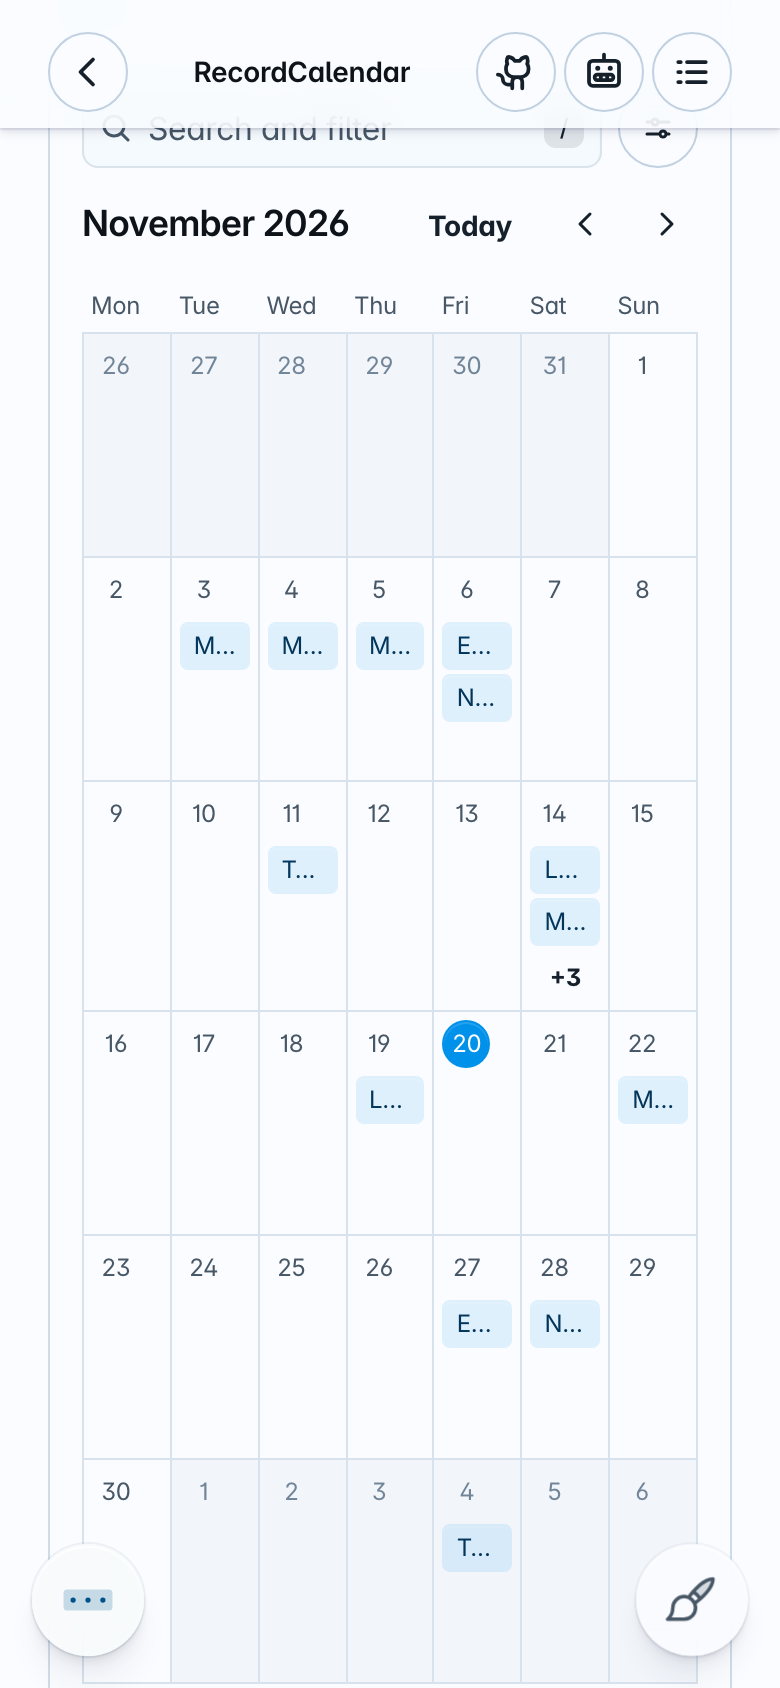 RecordCalendar
Search and filter /
November 2026 Today
Mon Tue Wed Thu Fri Sat Sun
26 27 28 29 30 31 1
2 3 4 5 6 7 8
M... M... M... E...
N...
9 10 11 12 13 14 15
T... L...
M...
+3
16 17 18 19 20 21 22
L... M...
23 24 25 26 27 28 29
E... N...
30 1 2 3 4 5 6
T...